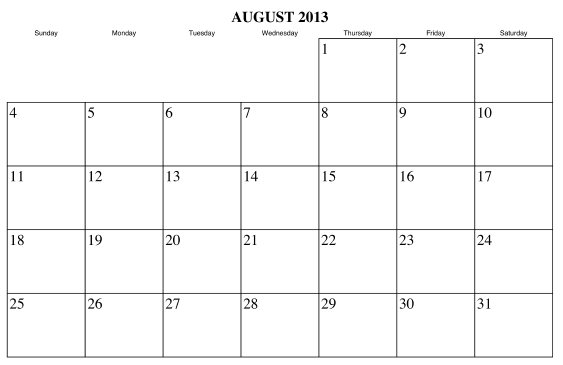 AUGUST 2013
Sunday Monday Tuesday Wednesday Thursday Friday Saturday
1 2 3
4 5 6 7 8 9 10
11 12 13 14 15 16 17
18 19 20 21 22 23 24
25 26 27 28 29 30 31